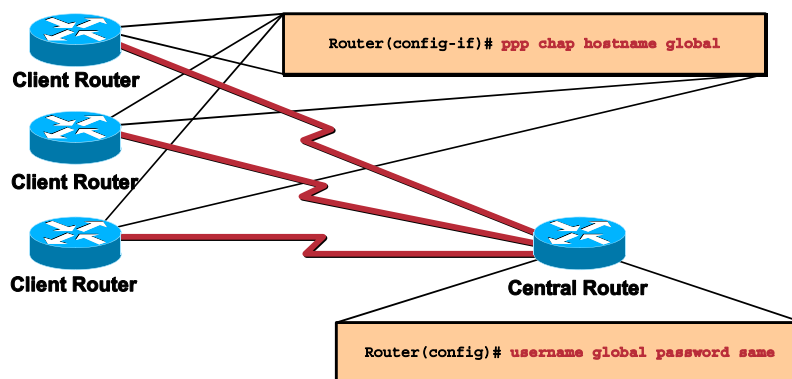 Router(config-if)# ppp chap hostname global
Client Router
Client Router
Client Router
Central Router
Router(config)# username global password same